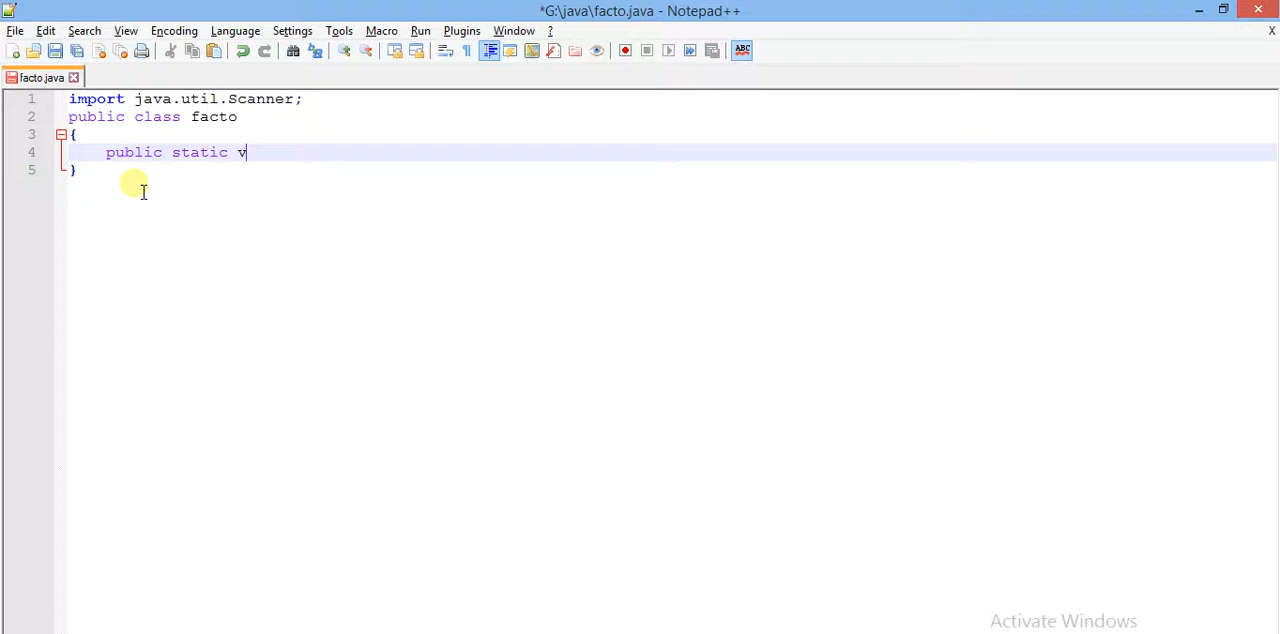 *G:\java\facto.java - Notepad++
File Edit Search View Encoding Language Settings Tools Macro Run Plugins Window ? X
ABC
facto.java
1 import java.util.Scanner;
2 public class facto
3 {
4 public static v
5 }
Activate Windows